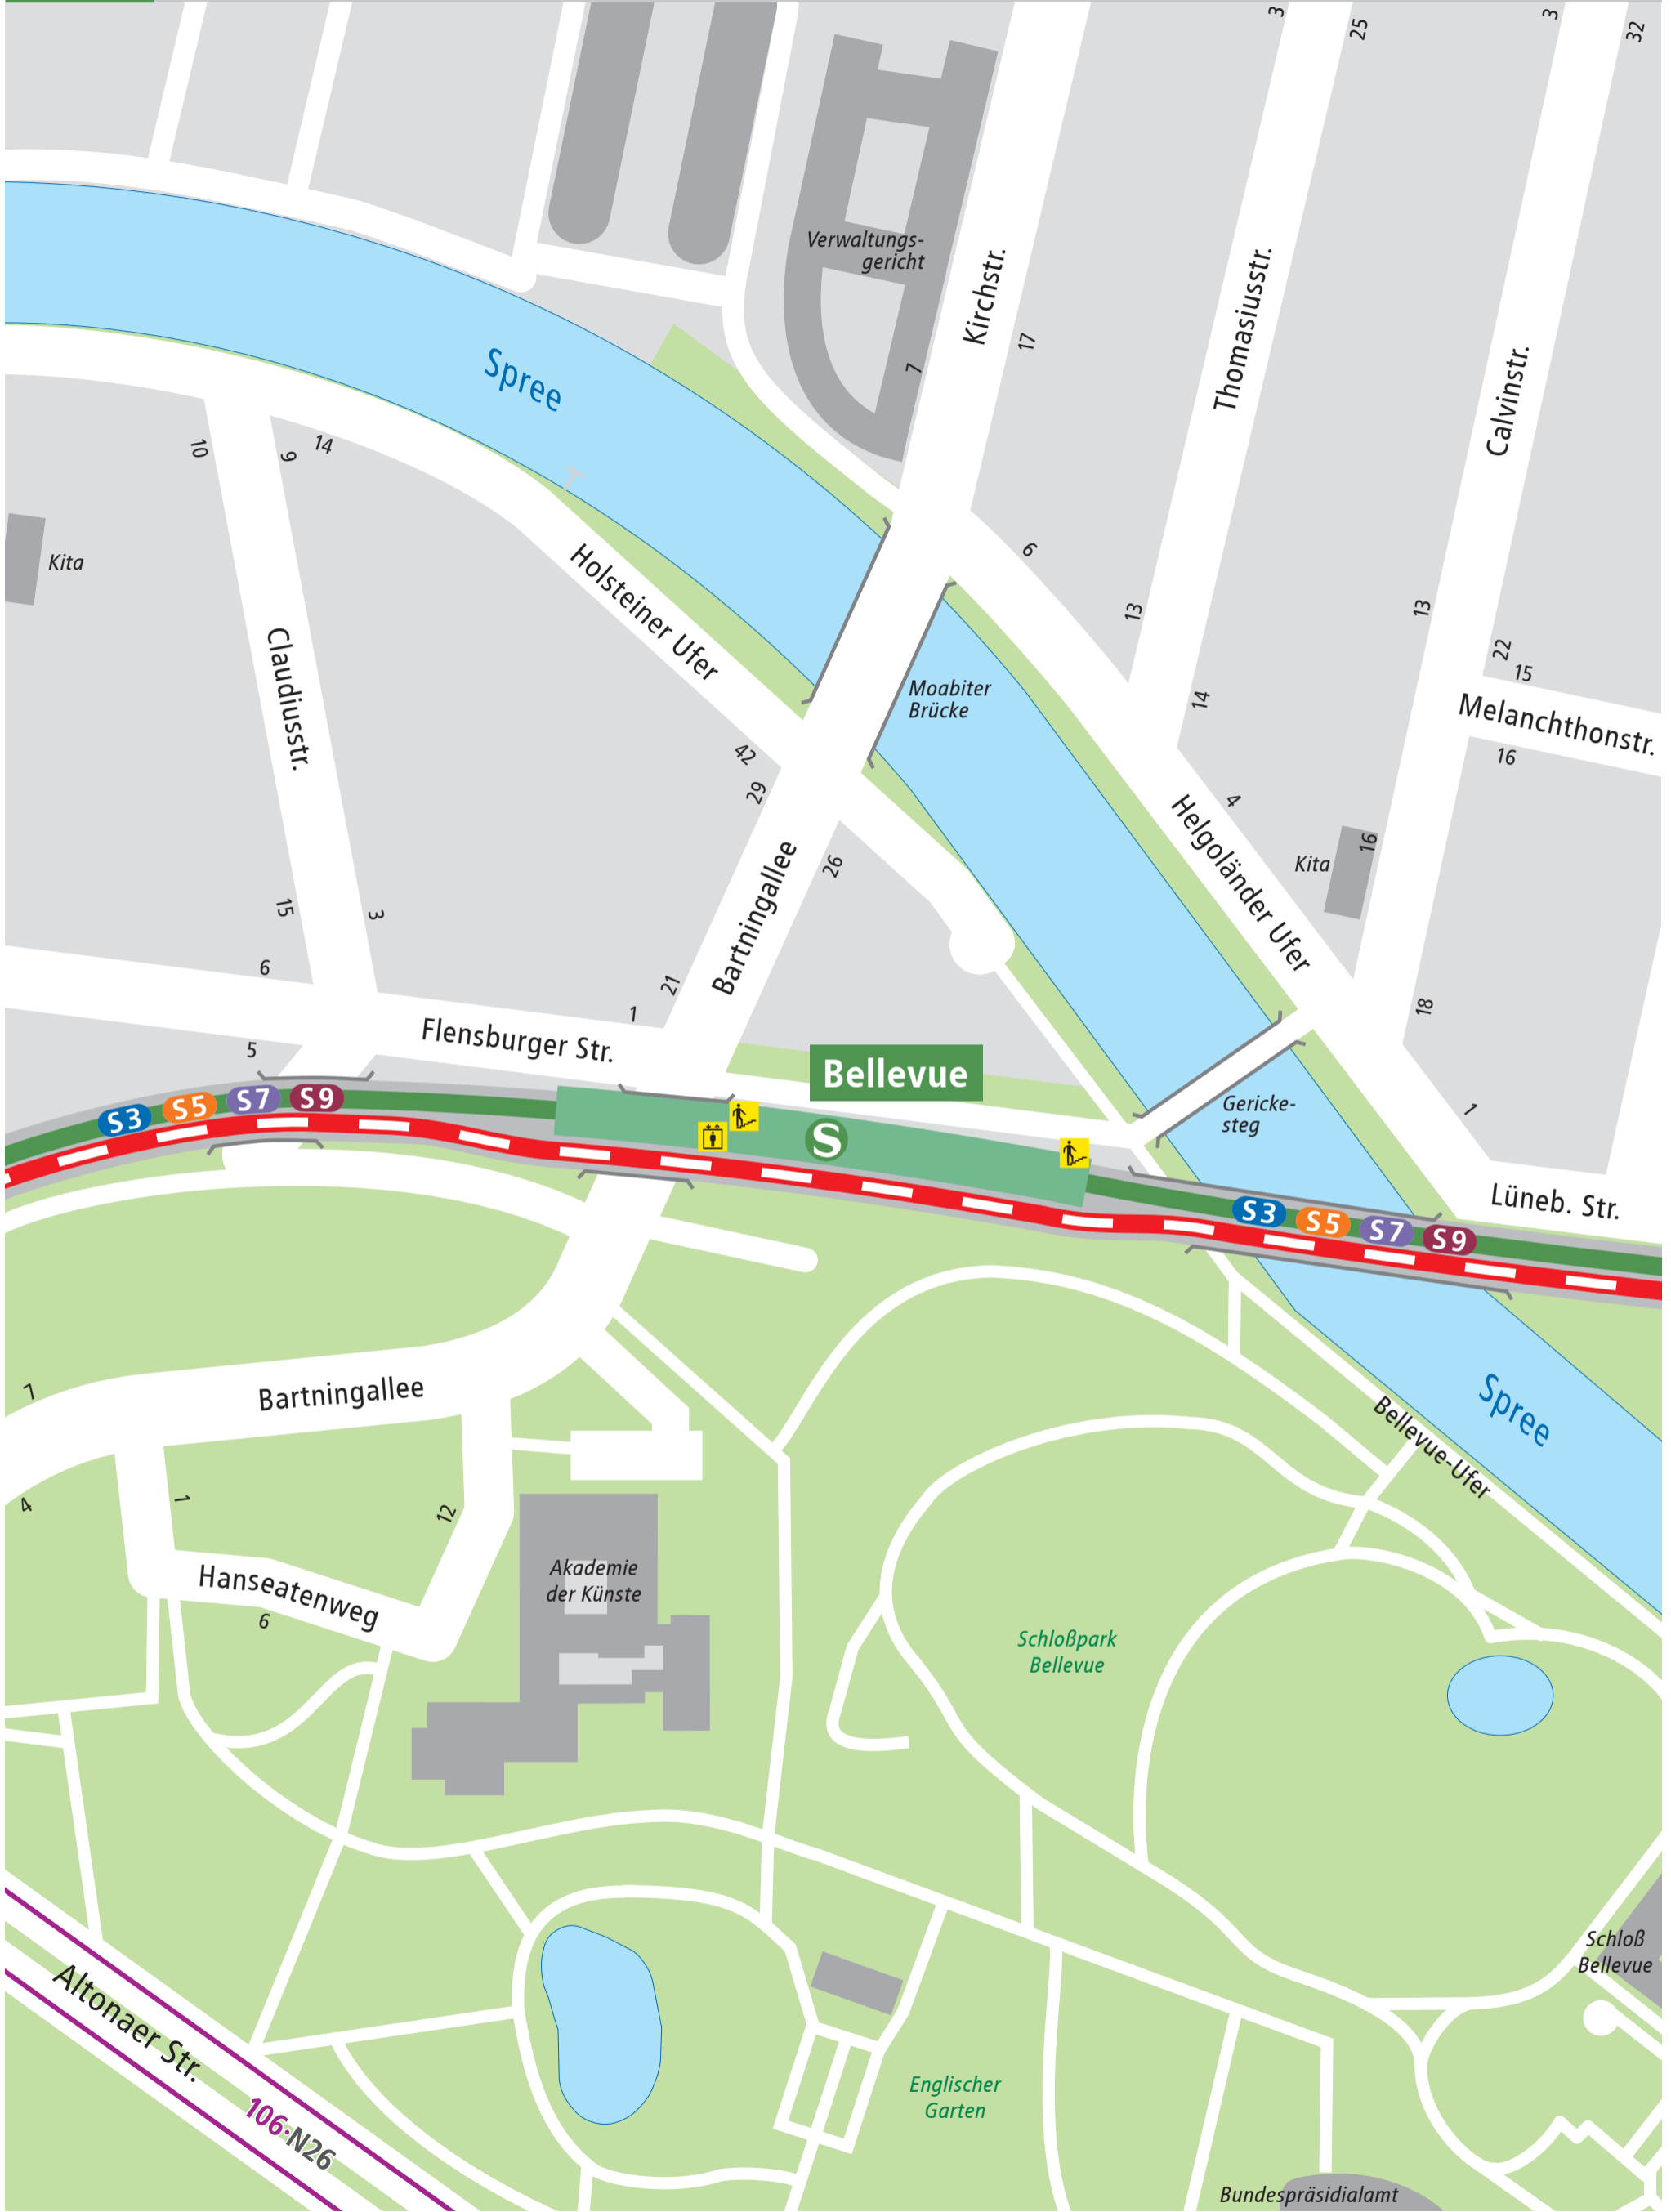 3
25
3
32
Verwaltungs-
gericht
Kirchstr.
17
7
Thomasiusstr.
Calvinstr.
Spree
10
9
14
Kita
6
Holsteiner Ufer
13
13
22
15
Claudiusstr.
Moabiter
Brücke
14
Melanchthonstr.
16
42
29
4
Helgoländer Ufer
16
Kita
Bartningallee
26
15
3
6
21
1
18
Flensburger Str.
5
Bellevue
S3
S5
S7
S9
Gericke-
steg
1
S
Lüneb. Str.
S3
S5
S7
S9
7
Bartningallee
Spree
Bellevue-Ufer
4
1
12
Hanseatenweg
6
Akademie
der Künste
Schloßpark
Bellevue
Schloß
Bellevue
Altonaer Str.
106·N26
Englischer
Garten
Bundespräsidialamt